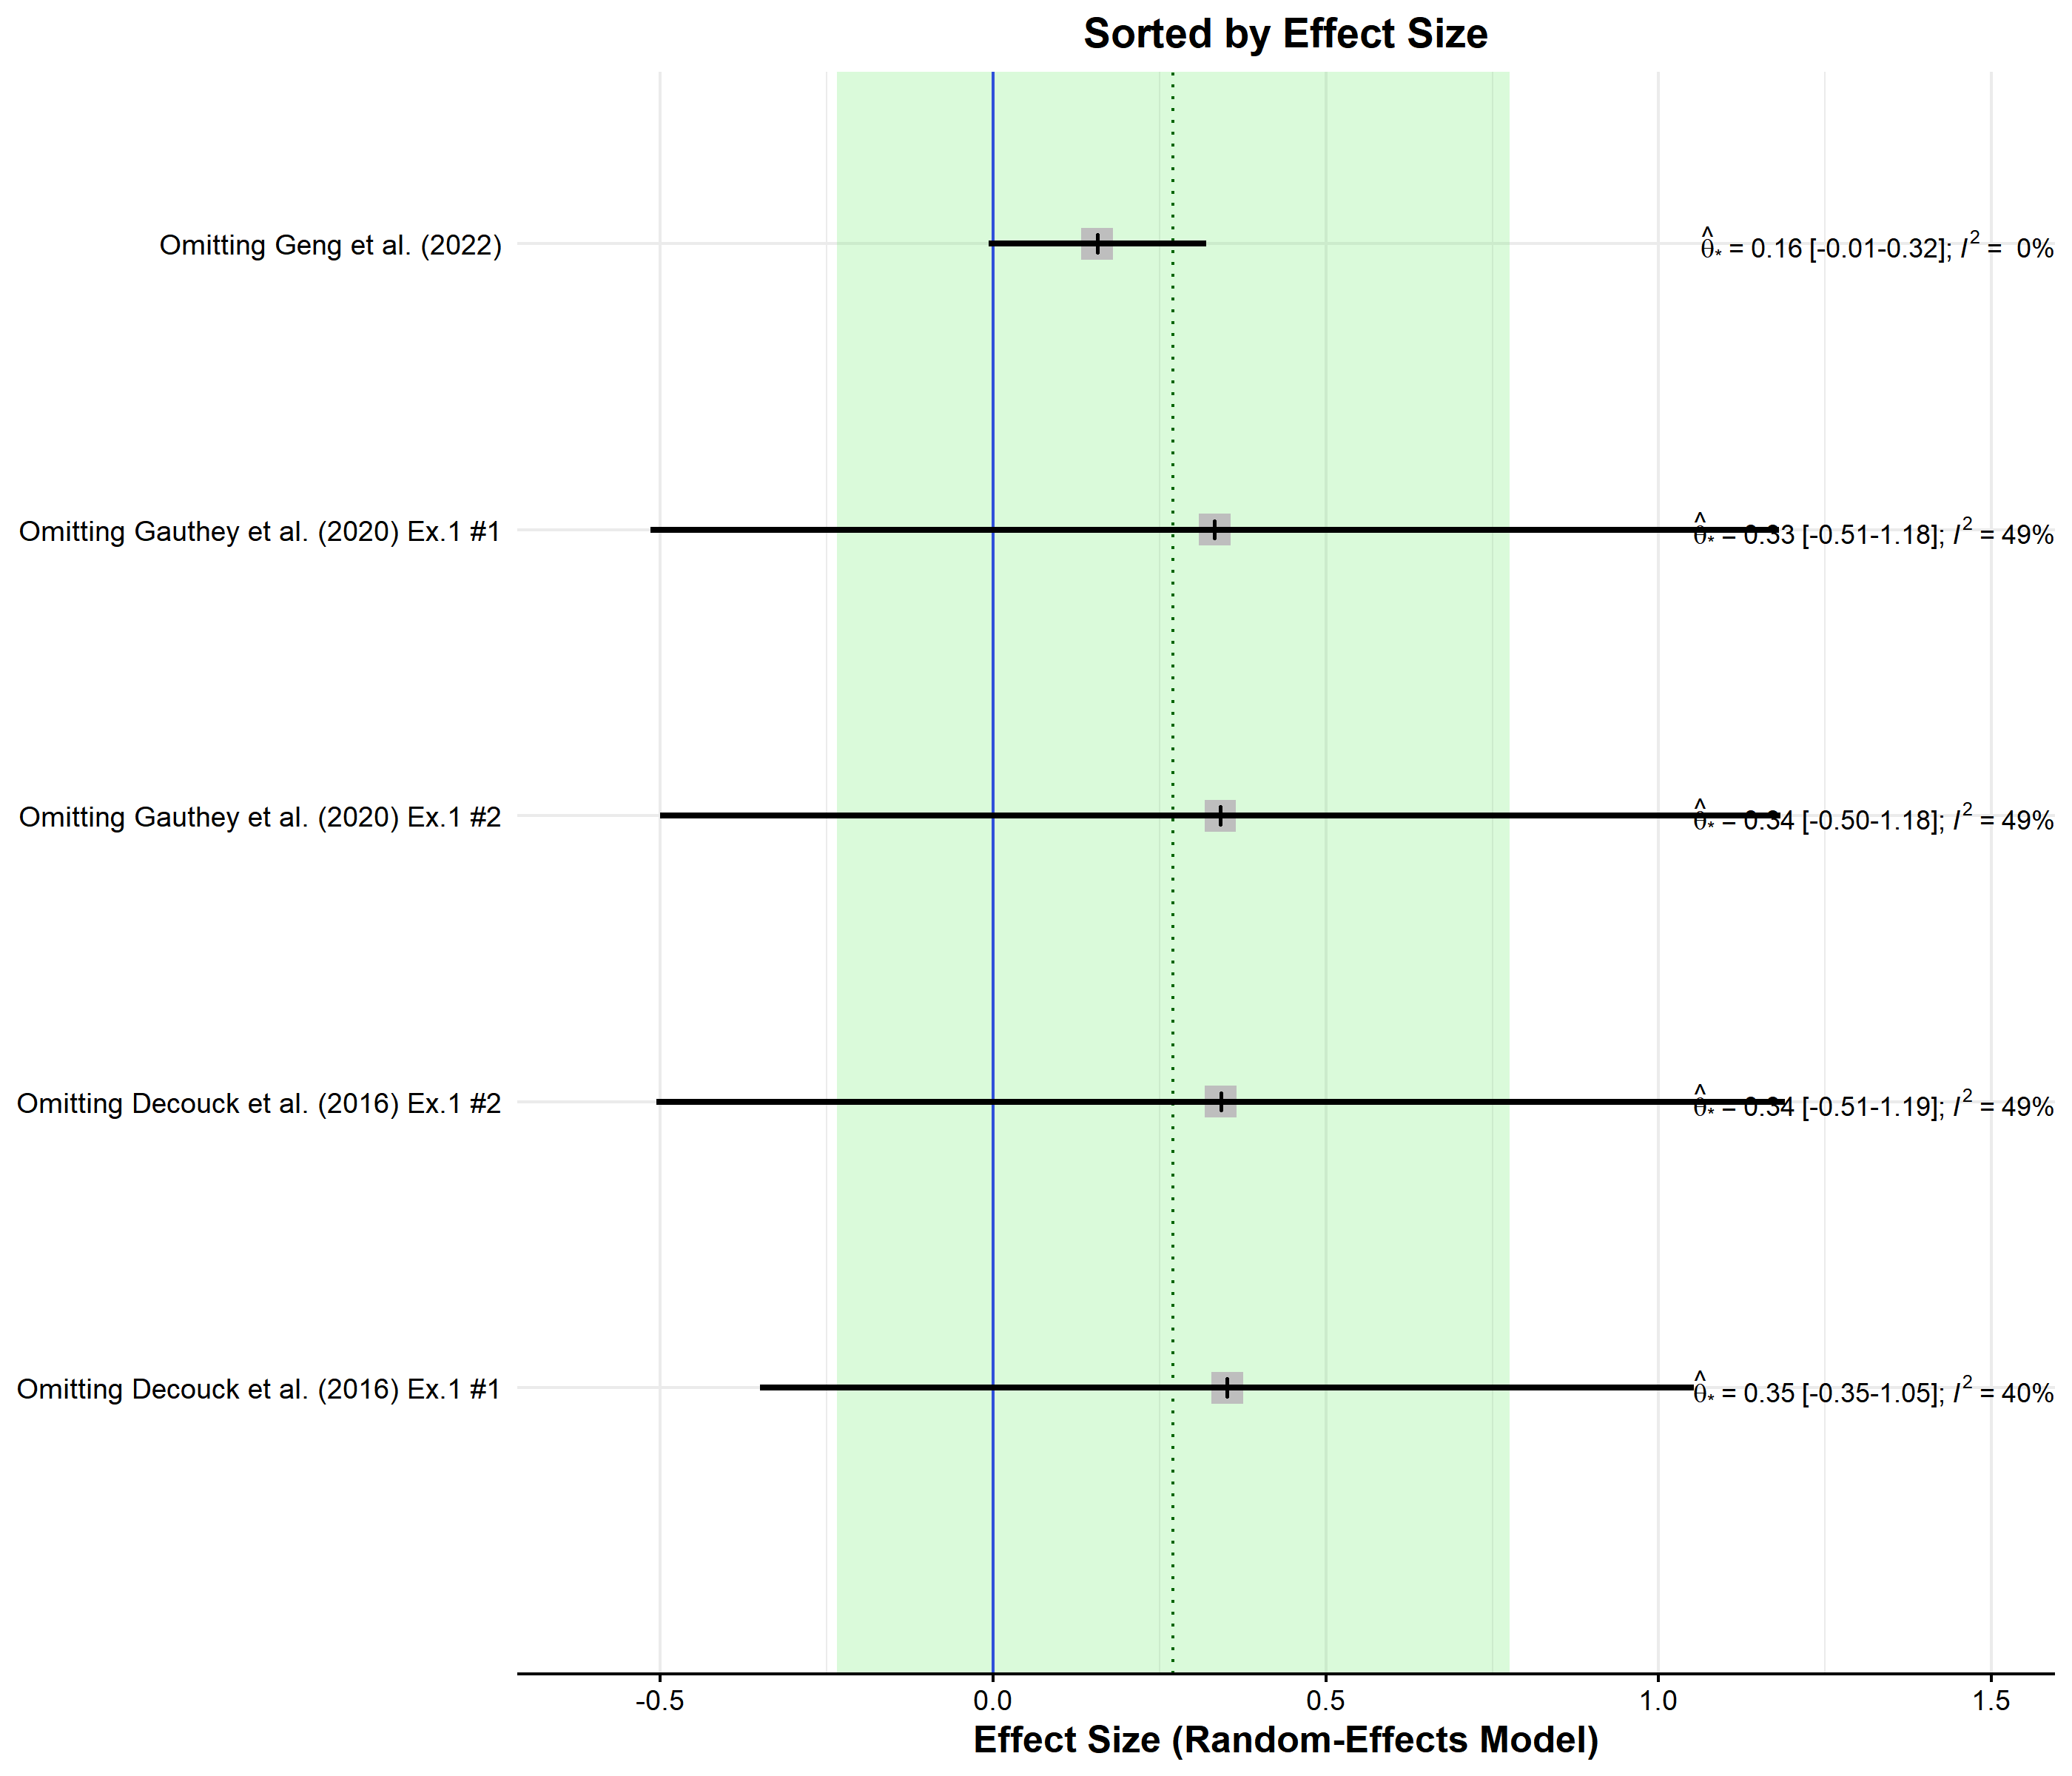 Sorted by Effect Size
Omitting Geng et al. (2022)
θ̂* = 0.16 [-0.01-0.32]; I² = 0%
Omitting Gauthey et al. (2020) Ex.1 #1
θ̂* = 0.33 [-0.51-1.18]; I² = 49%
Omitting Gauthey et al. (2020) Ex.1 #2
θ̂* = 0.34 [-0.50-1.18]; I² = 49%
Omitting Decouck et al. (2016) Ex.1 #2
θ̂* = 0.34 [-0.51-1.19]; I² = 49%
Omitting Decouck et al. (2016) Ex.1 #1
θ̂* = 0.35 [-0.35-1.05]; I² = 40%
-0.5 0.0 0.5 1.0 1.5
Effect Size (Random-Effects Model)